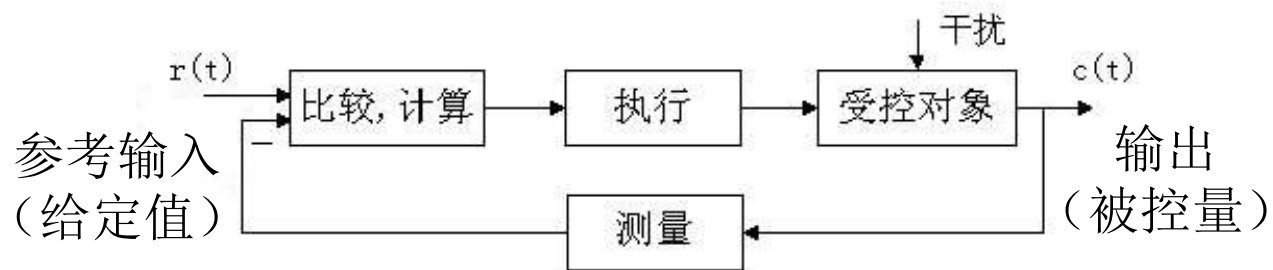 干扰
r(t)
c(t)
比较,计算
执行
受控对象
参考输入
（给定值）
－
输出
（被控量）
测量